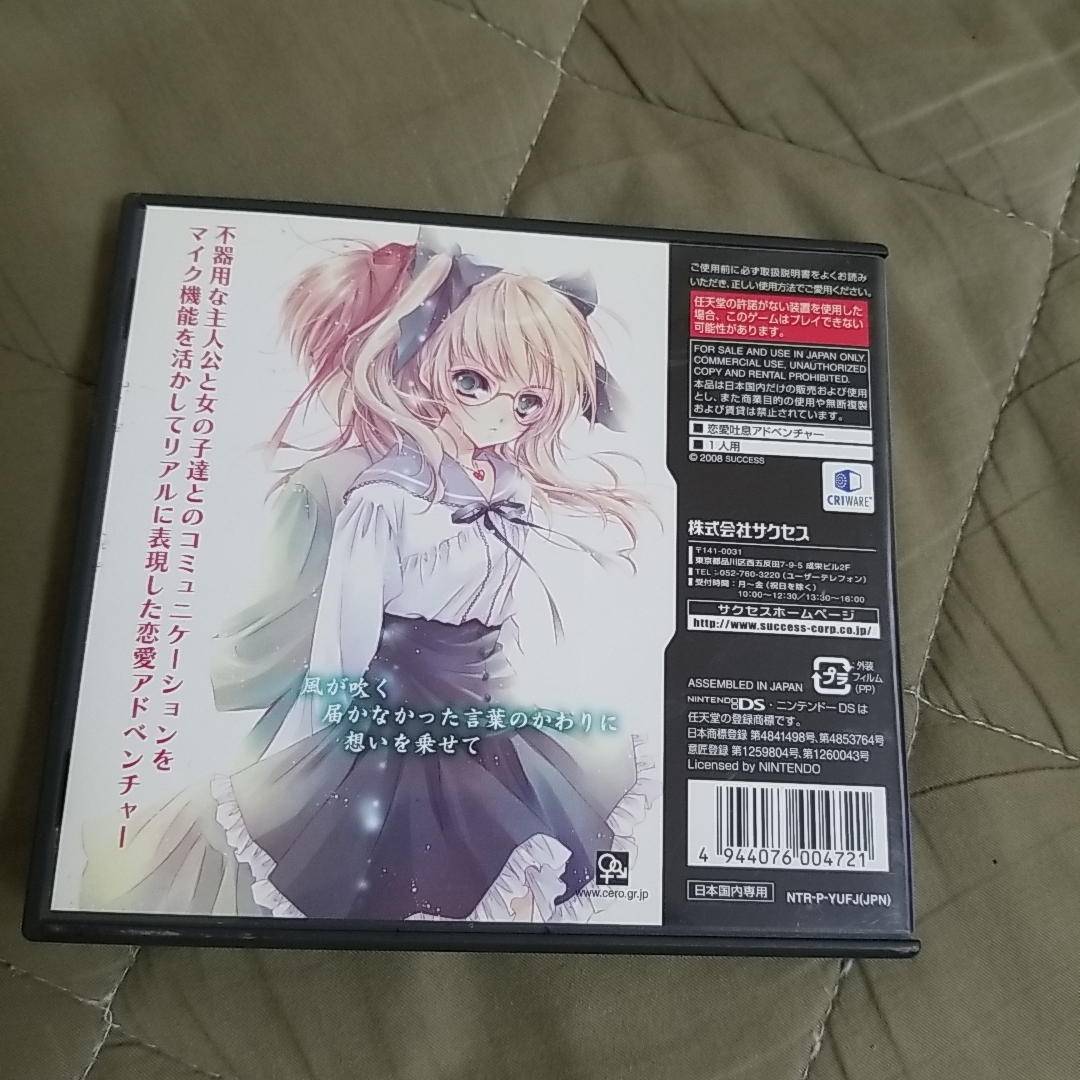 不器用な主人公と女の子達とのコミュニケーションを
マイク機能を活かしてリアルに表現した恋愛アドベンチャー
風が吹く
届かなかった言葉のかおりに
想いを乗せて
www.cero.gr.jp
ご使用前に必ず取扱説明書をよくお読み
いただき、正しい使用方法でご愛用ください。
任天堂の許諾がない装置を使用した
場合、このゲームはプレイできない
可能性があります。
FOR SALE AND USE IN JAPAN ONLY.
COMMERCIAL USE, UNAUTHORIZED
COPY AND RENTAL PROHIBITED.
本品は日本国内だけの販売および使用
とし、また商業目的の使用や無断複製
および賃貸は禁止されています。
恋愛吐息アドベンチャー
1人用
© 2008 SUCCESS
CRIWARE™
株式会社サクセス
〒141-0031
東京都品川区西五反田7-9-5 成栄ビル2F
TEL：052-760-3220（ユーザーテレフォン）
受付時間：月～金（祝日を除く）
10:00～12:30／13:30～16:00
サクセスホームページ
http://www.success-corp.co.jp/
ASSEMBLED IN JAPAN
プラ
：外装
フィルム
(PP)
NINTENDO DS・ニンテンドーDSは
任天堂の登録商標です。
日本商標登録 第4841498号、第4853764号
意匠登録 第1259804号、第1260043号
Licensed by NINTENDO
4 944076 004721
日本国内専用
NTR-P-YUFJ(JPN)